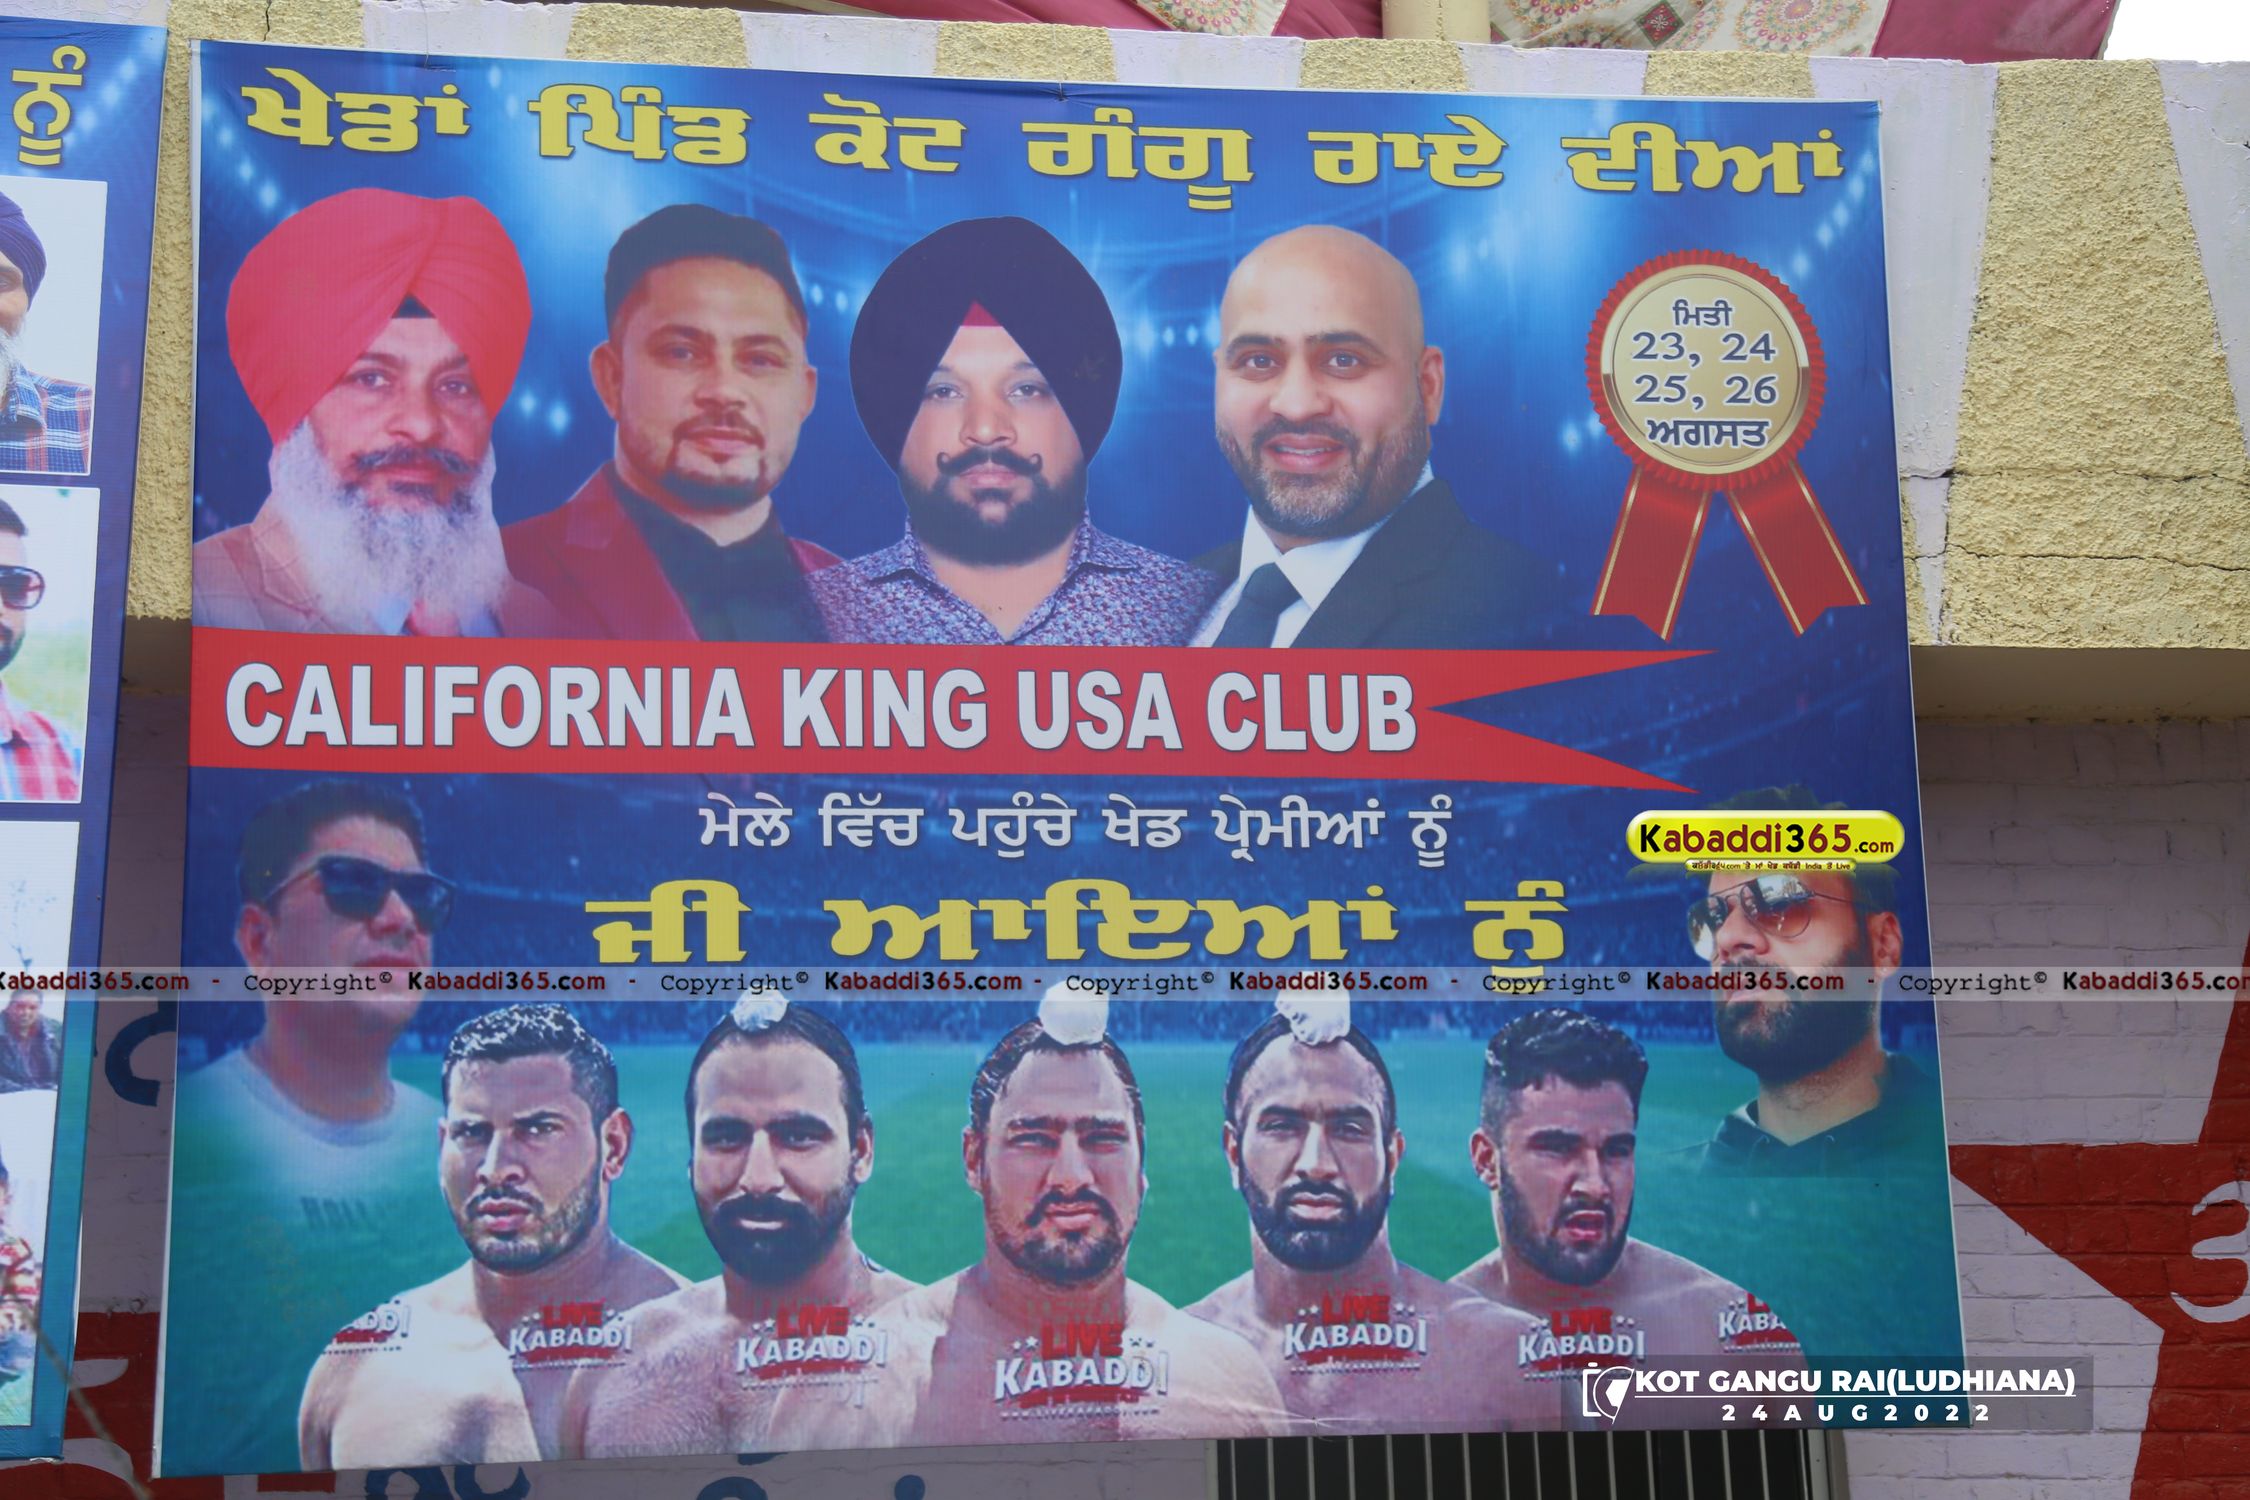 ਨੂੰ
ਖੇਡਾਂ ਪਿੰਡ ਕੋਟ ਗੰਗੂ ਰਾਏ ਦੀਆਂ
ਮਿਤੀ
23, 24
25, 26
ਅਗਸਤ
CALIFORNIA KING USA CLUB
ਮੇਲੇ ਵਿੱਚ ਪਹੁੰਚੇ ਖੇਡ ਪ੍ਰੇਮੀਆਂ ਨੂੰ
Kabaddi365.com
ਜੀ ਆਇਆਂ ਨੂੰ
Kabaddi365.com - Copyright© Kabaddi365.com - Copyright© Kabaddi365.com - Copyright© Kabaddi365.com - Copyright© Kabaddi365.com - Copyright© Kabaddi365.com
LIVE KABADDI LIVE KABADDI LIVE KABADDI LIVE KABADDI LIVE KABADDI
KOT GANGU RAI(LUDHIANA)
24AUG2022